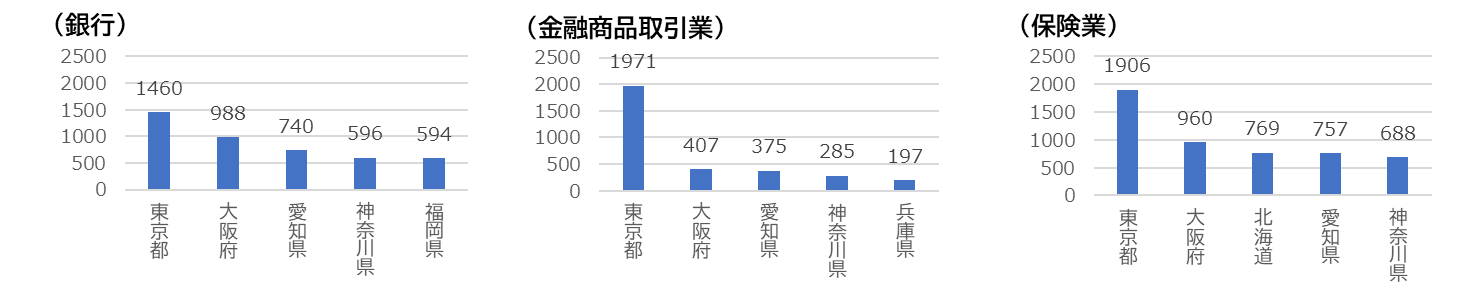 （銀行）
2500
2000
1500
1000
500
0
1460
988
740
596
594
東京都
大阪府
愛知県
神奈川県
福岡県
（金融商品取引業）
2500
2000
1500
1000
500
0
1971
407
375
285
197
東京都
大阪府
愛知県
神奈川県
兵庫県
（保険業）
2500
2000
1500
1000
500
0
1906
960
769
757
688
東京都
大阪府
北海道
愛知県
神奈川県